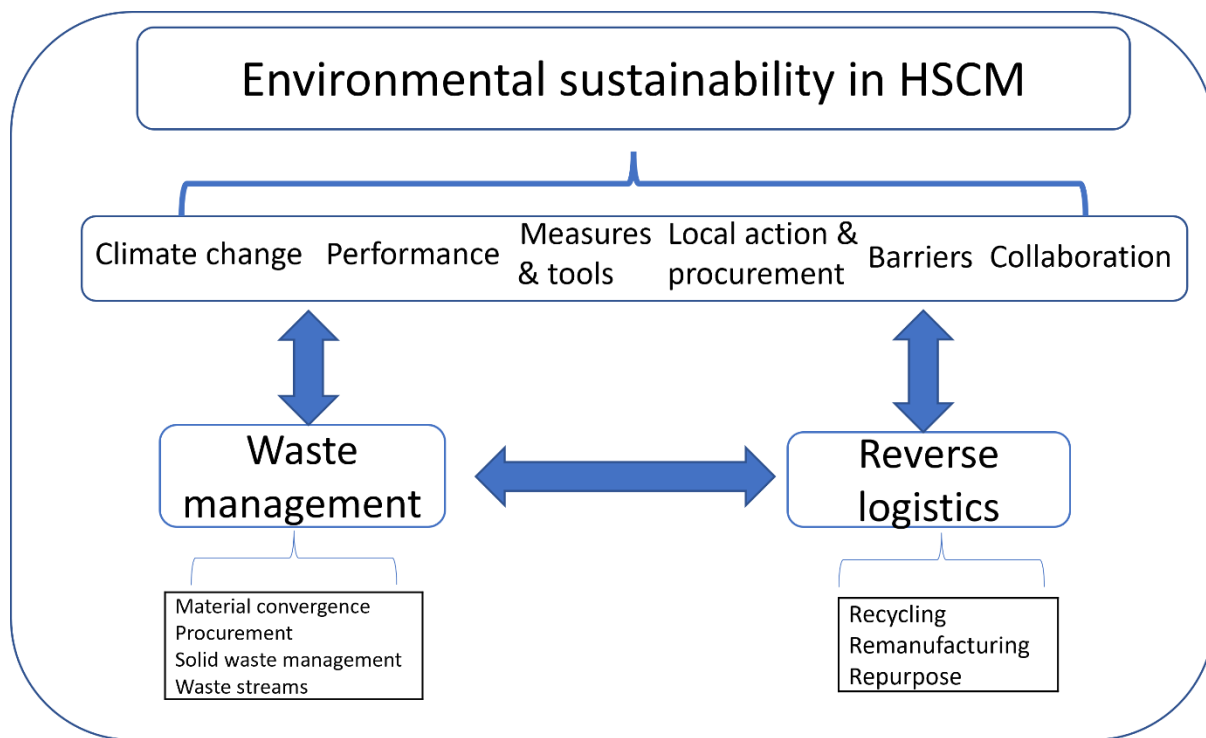 Environmental sustainability in HSCM
Climate change
Performance
Measures
& tools
Local action &
procurement
Barriers
Collaboration
Waste
management
Reverse
logistics
Material convergence
Procurement
Solid waste management
Waste streams
Recycling
Remanufacturing
Repurpose